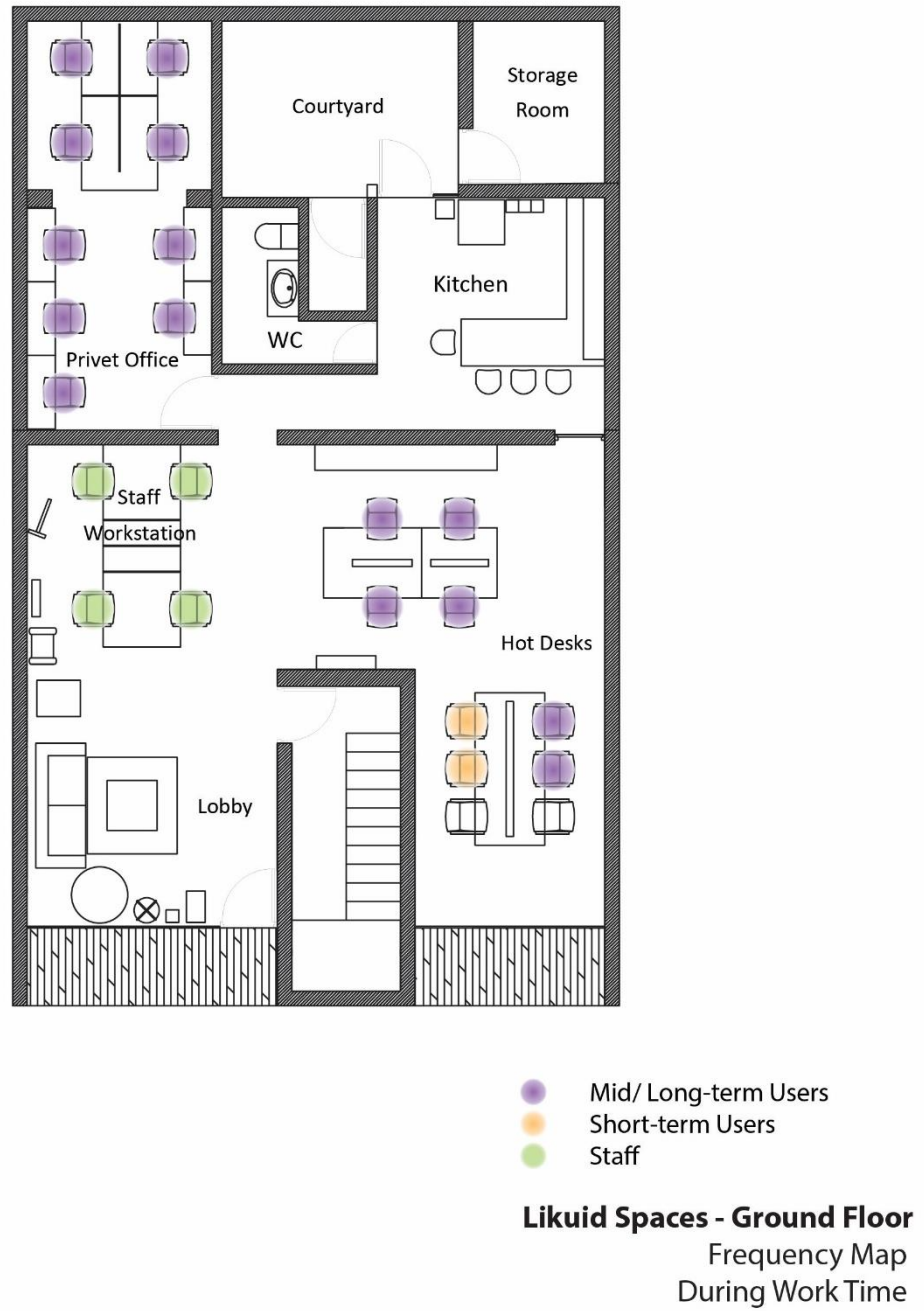 Storage
Room
Courtyard
Kitchen
WC
Privet Office
Staff
Workstation
Hot Desks
Lobby
Mid/ Long-term Users
Short-term Users
Staff
Likuid Spaces - Ground Floor
Frequency Map
During Work Time